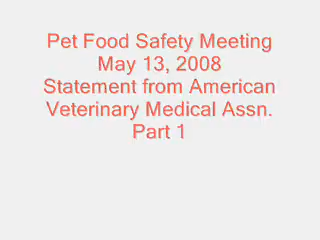 Pet Food Safety Meeting
May 13, 2008
Statement from American
Veterinary Medical Assn.
Part 1